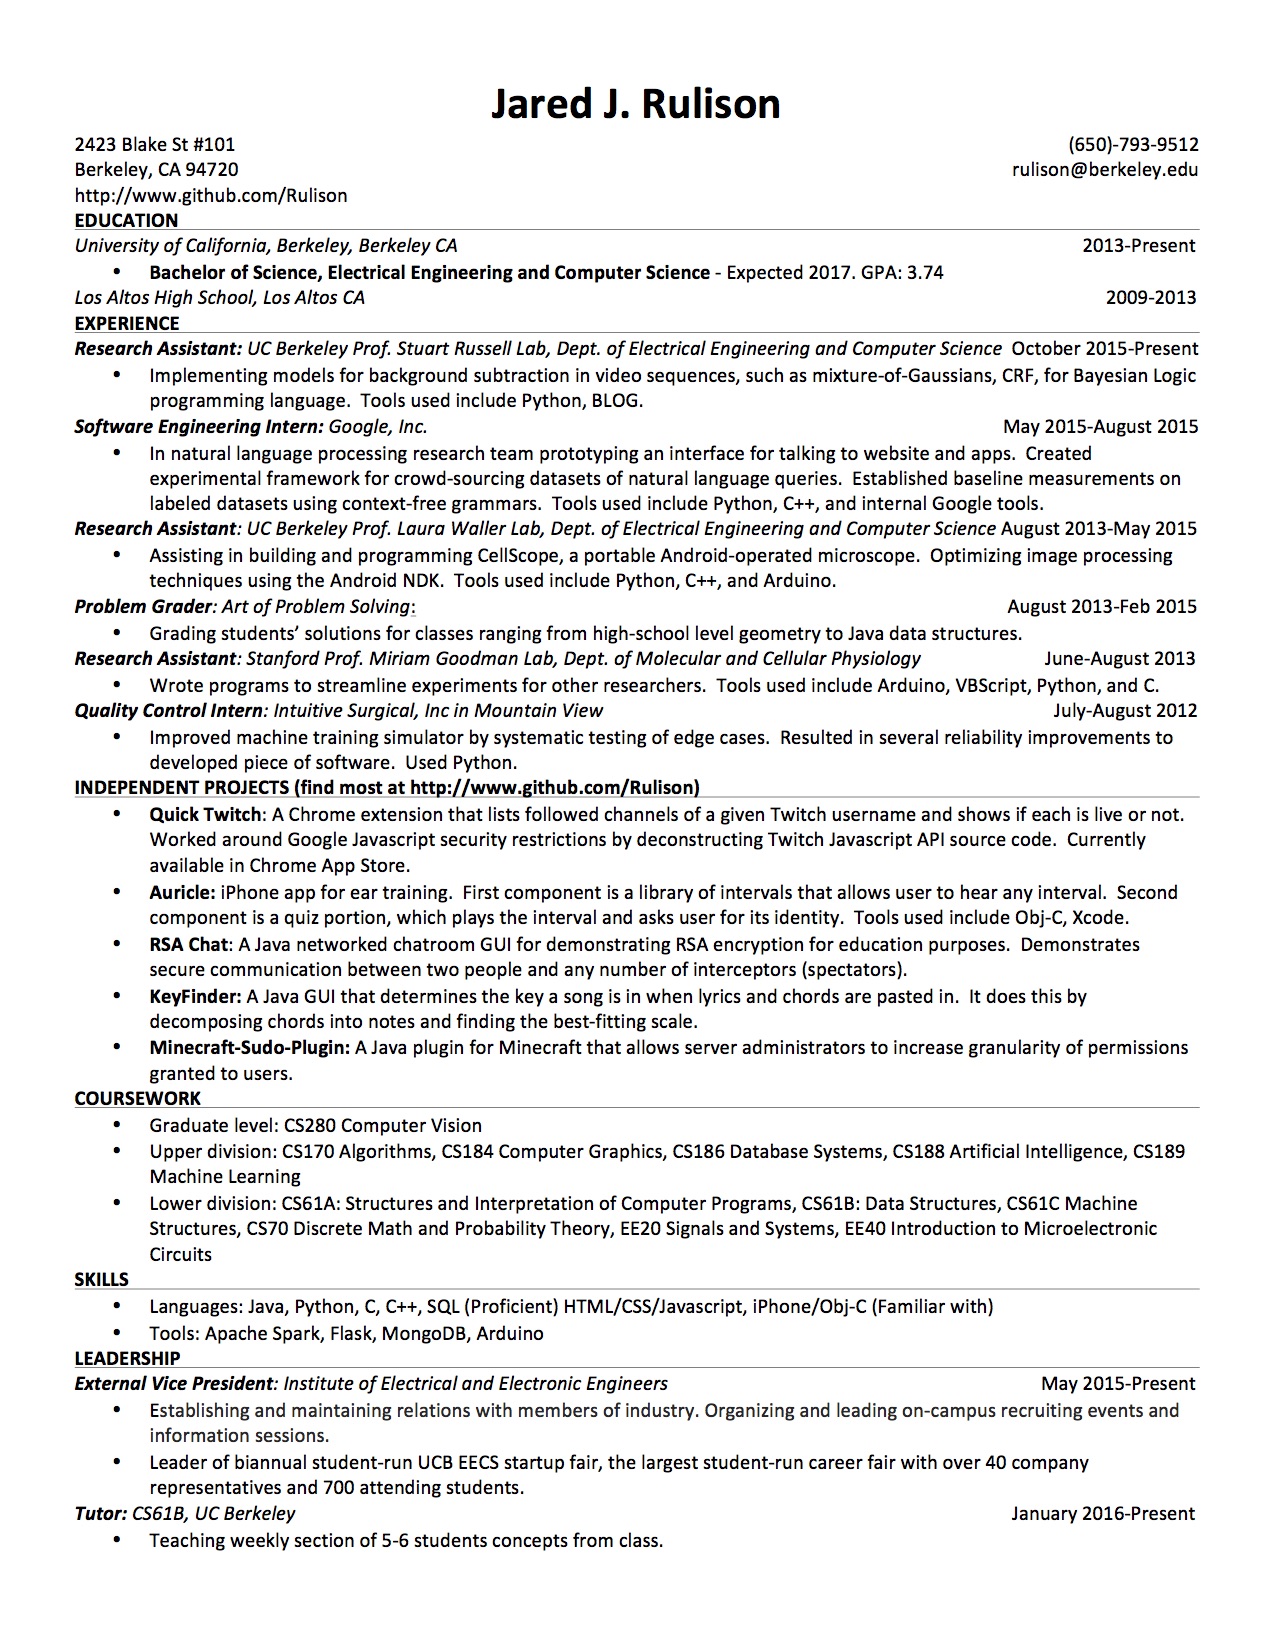 Jared J. Rulison
2423 Blake St #101 (650)-793-9512
Berkeley, CA 94720 rulison@berkeley.edu
http://www.github.com/Rulison
EDUCATION
University of California, Berkeley, Berkeley CA 2013-Present
• Bachelor of Science, Electrical Engineering and Computer Science - Expected 2017. GPA: 3.74
Los Altos High School, Los Altos CA 2009-2013
EXPERIENCE
Research Assistant: UC Berkeley Prof. Stuart Russell Lab, Dept. of Electrical Engineering and Computer Science October 2015-Present
• Implementing models for background subtraction in video sequences, such as mixture-of-Gaussians, CRF, for Bayesian Logic
programming language. Tools used include Python, BLOG.
Software Engineering Intern: Google, Inc. May 2015-August 2015
• In natural language processing research team prototyping an interface for talking to website and apps. Created
experimental framework for crowd-sourcing datasets of natural language queries. Established baseline measurements on
labeled datasets using context-free grammars. Tools used include Python, C++, and internal Google tools.
Research Assistant: UC Berkeley Prof. Laura Waller Lab, Dept. of Electrical Engineering and Computer Science August 2013-May 2015
• Assisting in building and programming CellScope, a portable Android-operated microscope. Optimizing image processing
techniques using the Android NDK. Tools used include Python, C++, and Arduino.
Problem Grader: Art of Problem Solving: August 2013-Feb 2015
• Grading students’ solutions for classes ranging from high-school level geometry to Java data structures.
Research Assistant: Stanford Prof. Miriam Goodman Lab, Dept. of Molecular and Cellular Physiology June-August 2013
• Wrote programs to streamline experiments for other researchers. Tools used include Arduino, VBScript, Python, and C.
Quality Control Intern: Intuitive Surgical, Inc in Mountain View July-August 2012
• Improved machine training simulator by systematic testing of edge cases. Resulted in several reliability improvements to
developed piece of software. Used Python.
INDEPENDENT PROJECTS (find most at http://www.github.com/Rulison)
• Quick Twitch: A Chrome extension that lists followed channels of a given Twitch username and shows if each is live or not.
Worked around Google Javascript security restrictions by deconstructing Twitch Javascript API source code. Currently
available in Chrome App Store.
• Auricle: iPhone app for ear training. First component is a library of intervals that allows user to hear any interval. Second
component is a quiz portion, which plays the interval and asks user for its identity. Tools used include Obj-C, Xcode.
• RSA Chat: A Java networked chatroom GUI for demonstrating RSA encryption for education purposes. Demonstrates
secure communication between two people and any number of interceptors (spectators).
• KeyFinder: A Java GUI that determines the key a song is in when lyrics and chords are pasted in. It does this by
decomposing chords into notes and finding the best-fitting scale.
• Minecraft-Sudo-Plugin: A Java plugin for Minecraft that allows server administrators to increase granularity of permissions
granted to users.
COURSEWORK
• Graduate level: CS280 Computer Vision
• Upper division: CS170 Algorithms, CS184 Computer Graphics, CS186 Database Systems, CS188 Artificial Intelligence, CS189
Machine Learning
• Lower division: CS61A: Structures and Interpretation of Computer Programs, CS61B: Data Structures, CS61C Machine
Structures, CS70 Discrete Math and Probability Theory, EE20 Signals and Systems, EE40 Introduction to Microelectronic
Circuits
SKILLS
• Languages: Java, Python, C, C++, SQL (Proficient) HTML/CSS/Javascript, iPhone/Obj-C (Familiar with)
• Tools: Apache Spark, Flask, MongoDB, Arduino
LEADERSHIP
External Vice President: Institute of Electrical and Electronic Engineers May 2015-Present
• Establishing and maintaining relations with members of industry. Organizing and leading on-campus recruiting events and
information sessions.
• Leader of biannual student-run UCB EECS startup fair, the largest student-run career fair with over 40 company
representatives and 700 attending students.
Tutor: CS61B, UC Berkeley January 2016-Present
• Teaching weekly section of 5-6 students concepts from class.